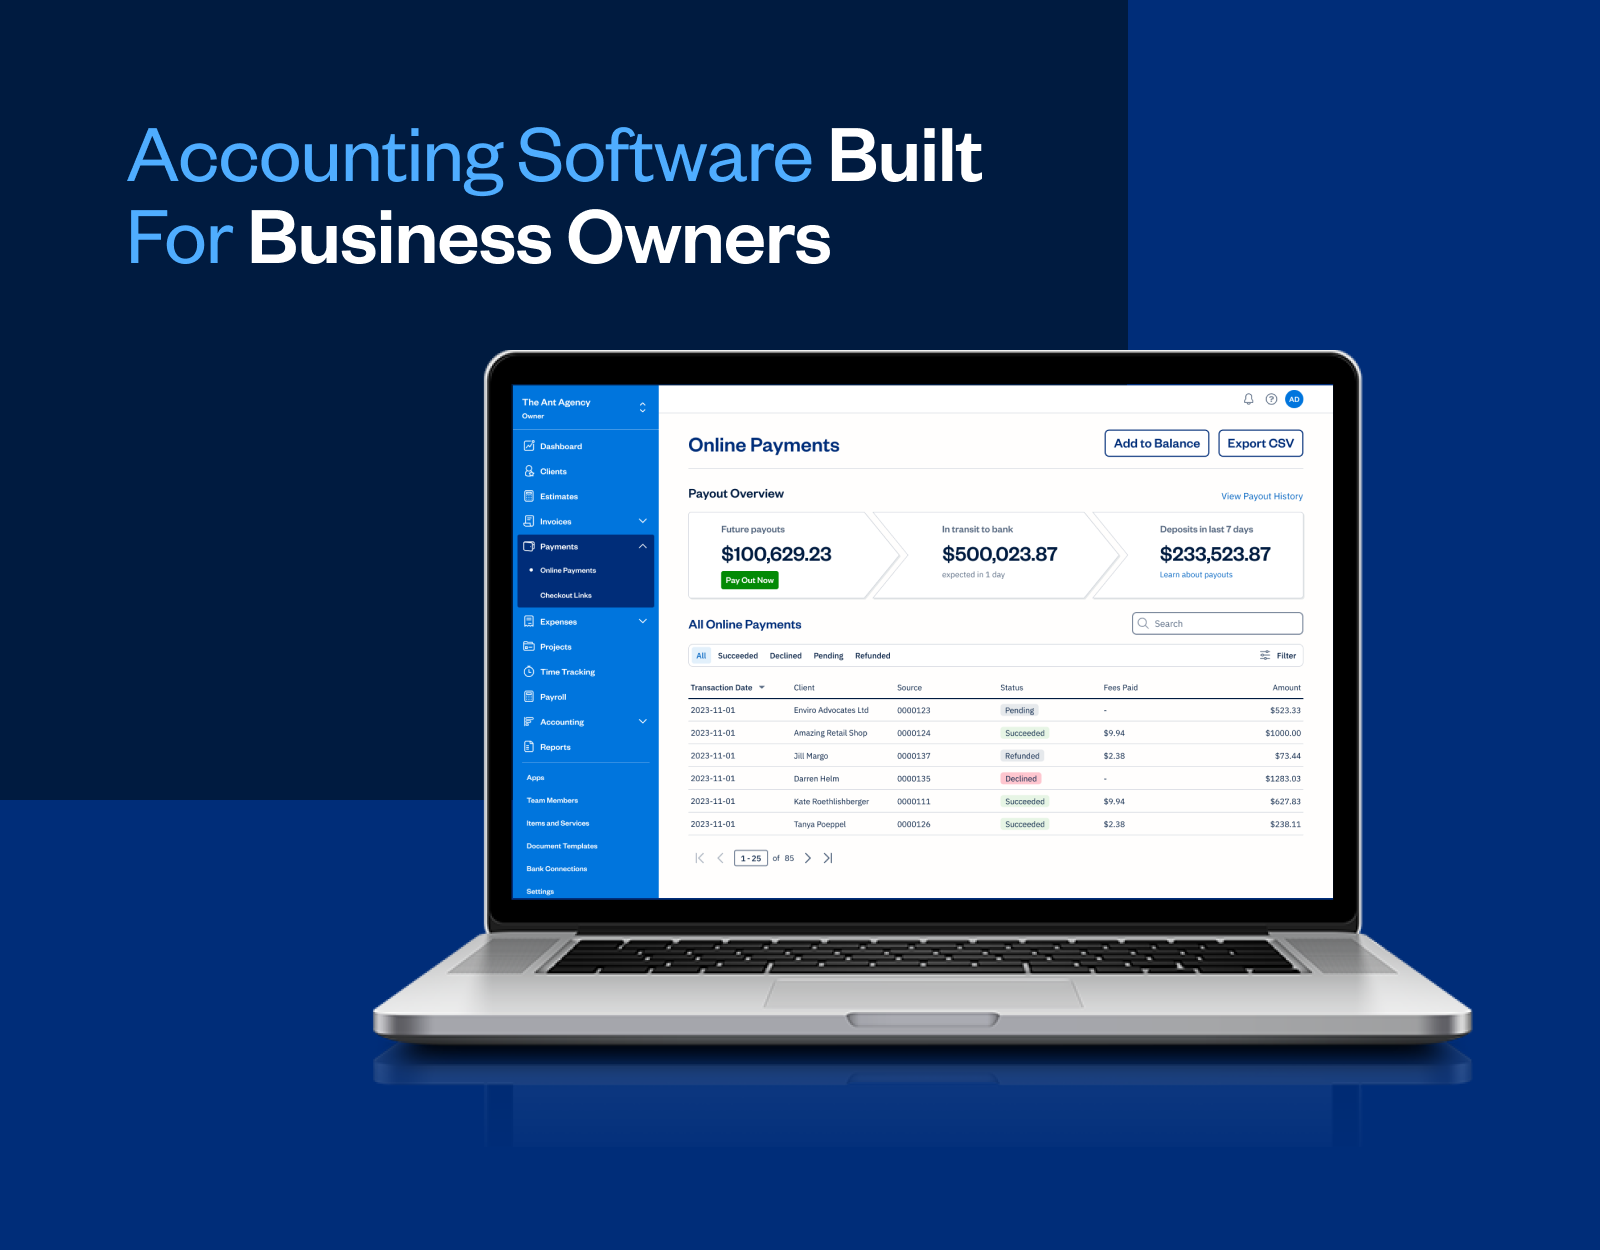 Accounting Software Built
For Business Owners
The Ant Agency
Owner
Dashboard
Clients
Estimates
Invoices
Payments
Online Payments
Checkout Links
Expenses
Projects
Time Tracking
Payroll
Accounting
Reports
Apps
Team Members
Items and Services
Document Templates
Bank Connections
Settings
AD
Online Payments
Add to Balance
Export CSV
Payout Overview
View Payout History
Future payouts
$100,629.23
Pay Out Now
In transit to bank
$500,023.87
expected in 1 day
Deposits in last 7 days
$233,523.87
Learn about payouts
All Online Payments
Search
All Succeeded Declined Pending Refunded Filter
Transaction Date Client Source Status Fees Paid Amount
2023-11-01 Enviro Advocates Ltd 0000123 Pending - $523.33
2023-11-01 Amazing Retail Shop 0000124 Succeeded $9.94 $1000.00
2023-11-01 Jill Margo 0000137 Refunded $2.38 $73.44
2023-11-01 Darren Helm 0000135 Declined - $1283.03
2023-11-01 Kate Roethlishberger 0000111 Succeeded $9.94 $627.83
2023-11-01 Tanya Poeppel 0000126 Succeeded $2.38 $238.11
1-25 of 85